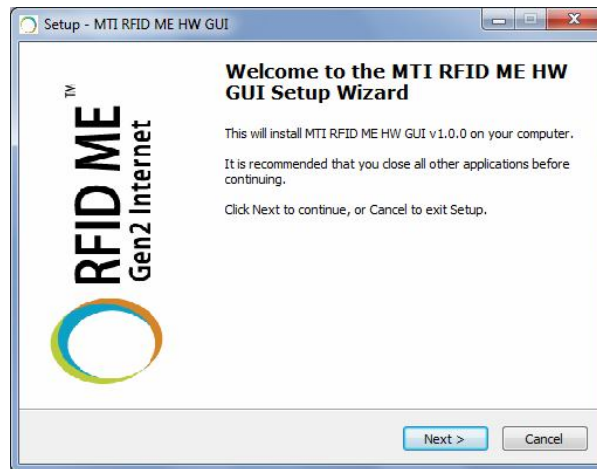 Setup - MTI RFID ME HW GUI
Welcome to the MTI RFID ME HW
GUI Setup Wizard
This will install MTI RFID ME HW GUI v1.0.0 on your computer.
It is recommended that you close all other applications before
continuing.
Click Next to continue, or Cancel to exit Setup.
RFID ME™
Gen2 Internet
Next >
Cancel